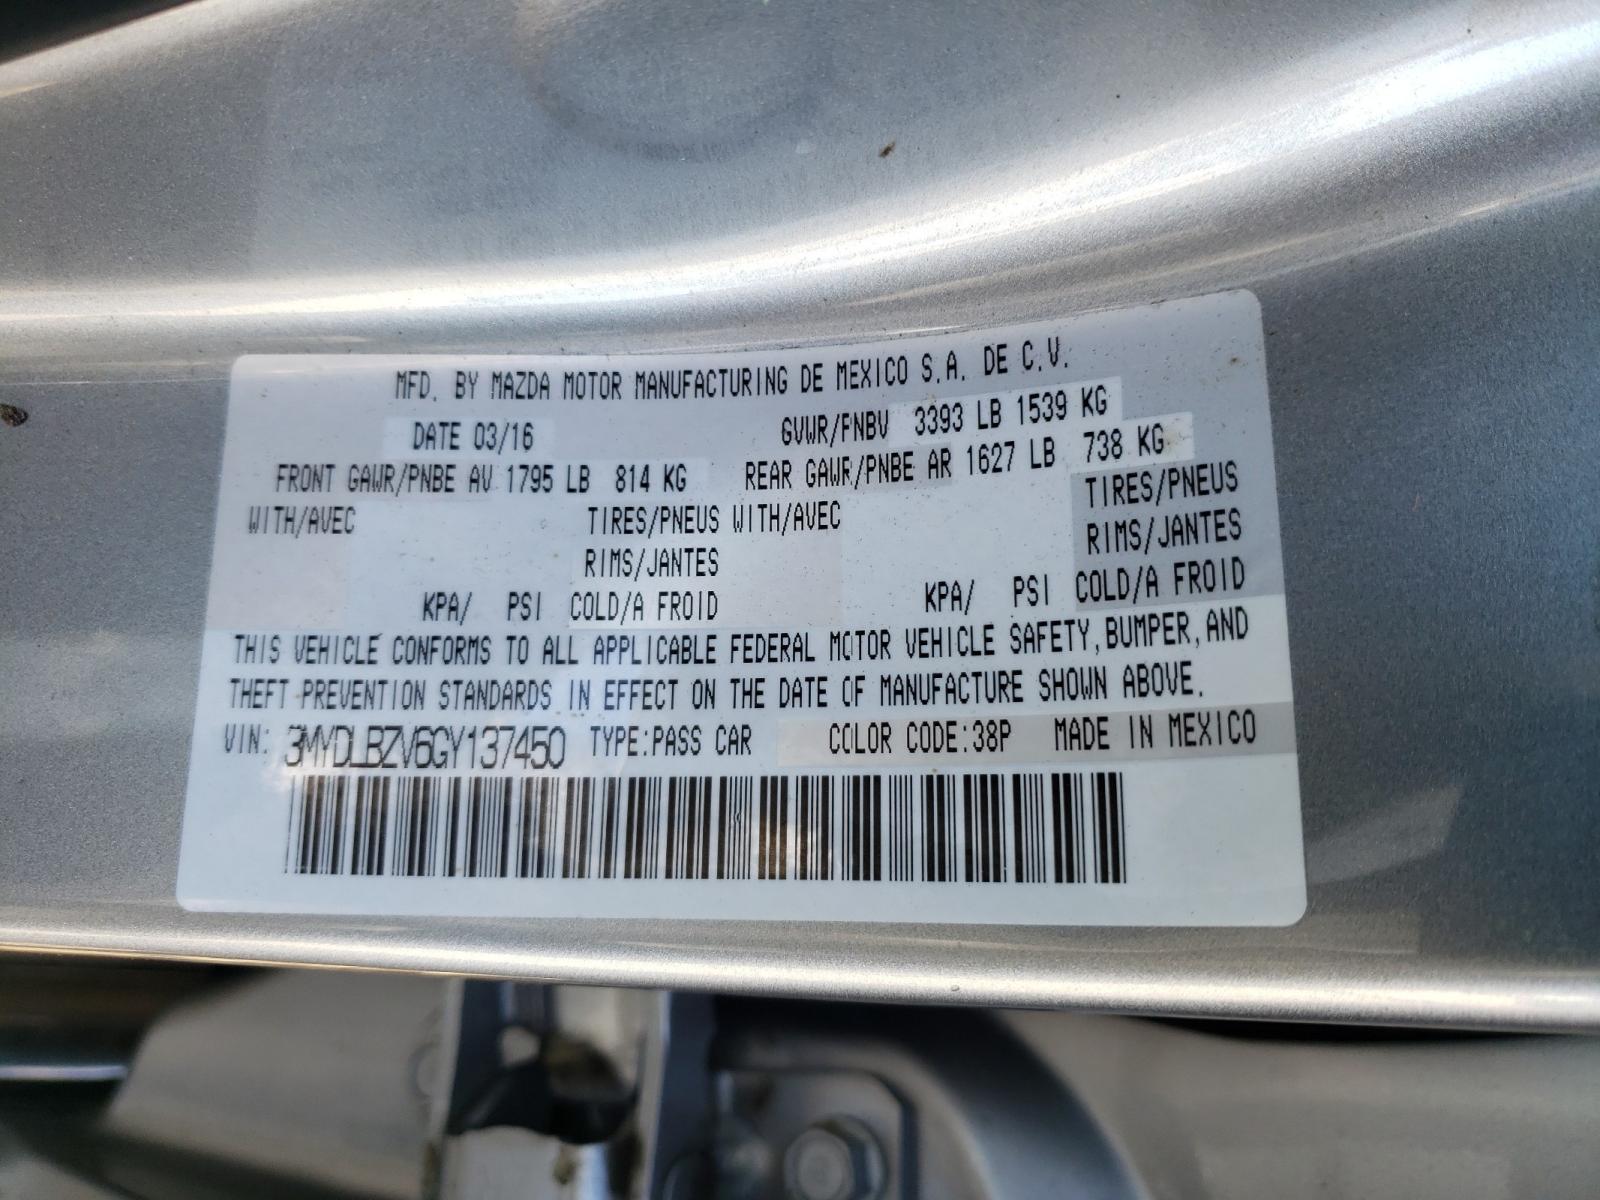 MFD. BY MAZDA MOTOR MANUFACTURING DE MEXICO S.A. DE C.V.
DATE 03/16 GVWR/PNBV 3393 LB 1539 KG
FRONT GAWR/PNBE AV 1795 LB 814 KG REAR GAWR/PNBE AR 1627 LB 738 KG
WITH/AVEC TIRES/PNEUS WITH/AVEC TIRES/PNEUS
RIMS/JANTES RIMS/JANTES
KPA/ PSI COLD/A FROID KPA/ PSI COLD/A FROID
THIS VEHICLE CONFORMS TO ALL APPLICABLE FEDERAL MOTOR VEHICLE SAFETY, BUMPER, AND
THEFT PREVENTION STANDARDS IN EFFECT ON THE DATE OF MANUFACTURE SHOWN ABOVE.
VIN: 3MYDLBZV6GY137450 TYPE:PASS CAR COLOR CODE:38P MADE IN MEXICO